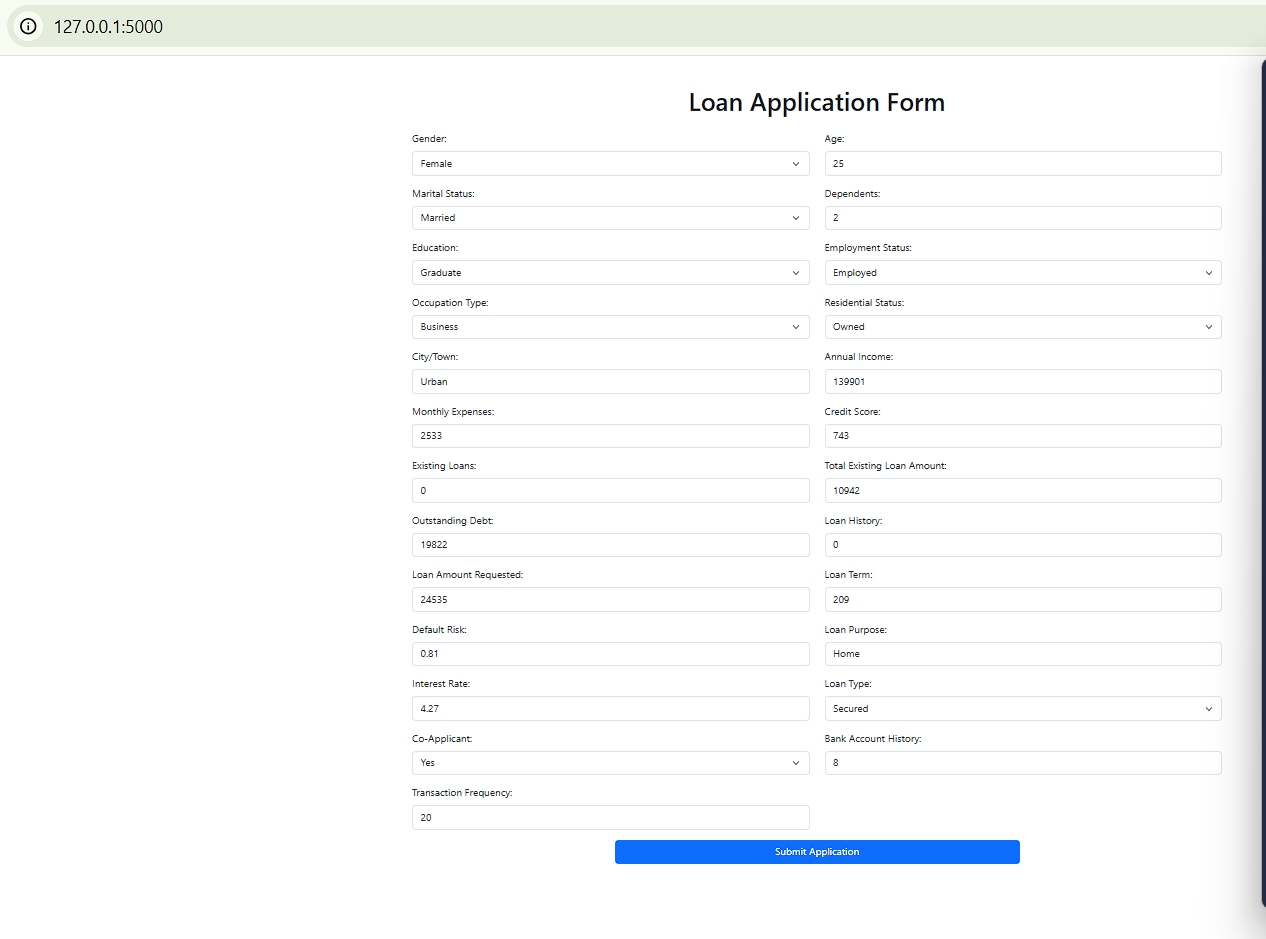 127.0.0.1:5000
Loan Application Form
Gender: Age:
Female 25
Marital Status: Dependents:
Married 2
Education: Employment Status:
Graduate Employed
Occupation Type: Residential Status:
Business Owned
City/Town: Annual Income:
Urban 139901
Monthly Expenses: Credit Score:
2533 743
Existing Loans: Total Existing Loan Amount:
0 10942
Outstanding Debt: Loan History:
19822 0
Loan Amount Requested: Loan Term:
24535 209
Default Risk: Loan Purpose:
0.81 Home
Interest Rate: Loan Type:
4.27 Secured
Co-Applicant: Bank Account History:
Yes 8
Transaction Frequency:
20
Submit Application